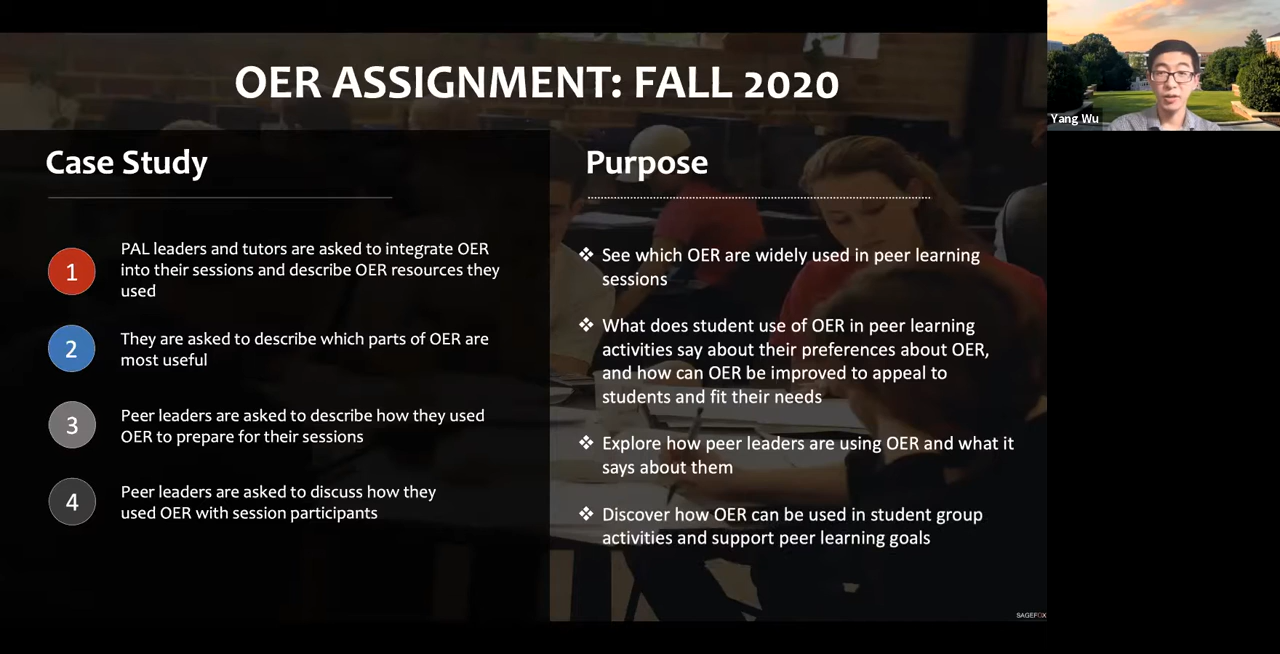 OER ASSIGNMENT: FALL 2020
Yang Wu
Case Study
1
PAL leaders and tutors are asked to integrate OER
into their sessions and describe OER resources they
used
2
They are asked to describe which parts of OER are
most useful
3
Peer leaders are asked to describe how they used
OER to prepare for their sessions
4
Peer leaders are asked to discuss how they
used OER with session participants
Purpose
❖ See which OER are widely used in peer learning
sessions
❖ What does student use of OER in peer learning
activities say about their preferences about OER,
and how can OER be improved to appeal to
students and fit their needs
❖ Explore how peer leaders are using OER and what it
says about them
❖ Discover how OER can be used in student group
activities and support peer learning goals
SAGEFOX